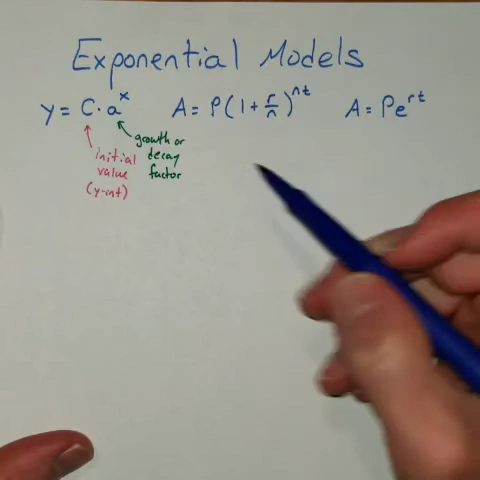 Exponential Models
y = C · a^x   A = P(1 + r/n)^nt   A = Pe^rt
initial value (y-int)
growth or decay factor